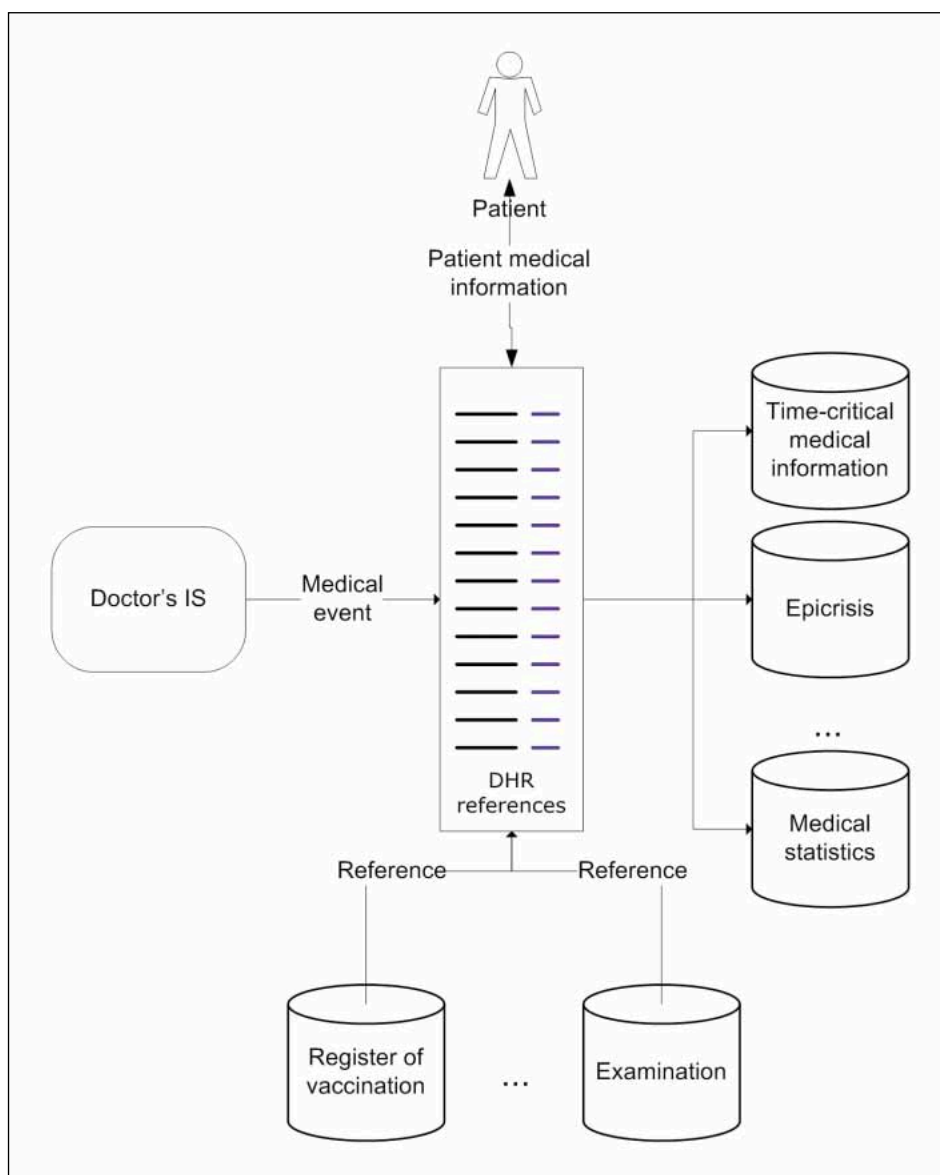 Patient
Patient medical
information
Time-critical
medical
information
Doctor's IS
Medical
event
Epicrisis
...
DHR
references
Medical
statistics
Reference
Reference
Register of
vaccination
...
Examination